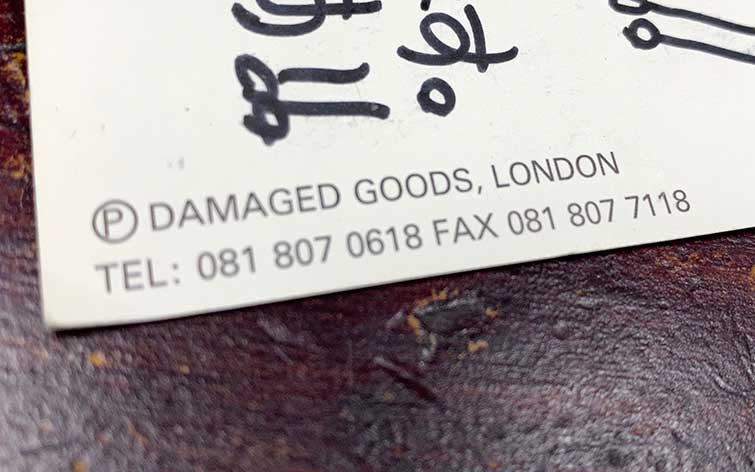 Ⓟ DAMAGED GOODS, LONDON
TEL: 081 807 0618 FAX 081 807 7118